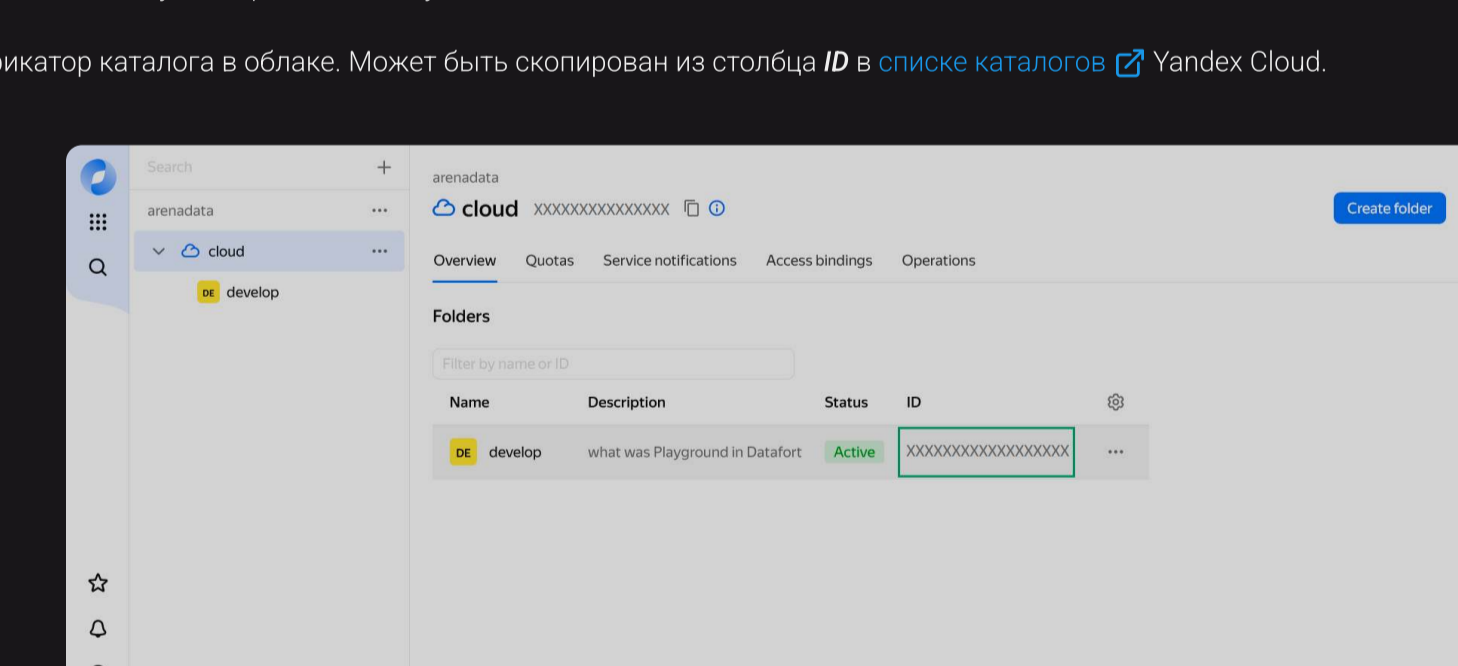 катор каталога в облаке. Может быть скопирован из столбца ID в списке каталогов Yandex Cloud.
Search
arenadata
cloud
DE develop
arenadata
cloud XXXXXXXXXXXXXXX
Create folder
Overview Quotas Service notifications Access bindings Operations
Folders
Filter by name or ID
Name Description Status ID
DE develop what was Playground in Datafort Active XXXXXXXXXXXXXXXXXX